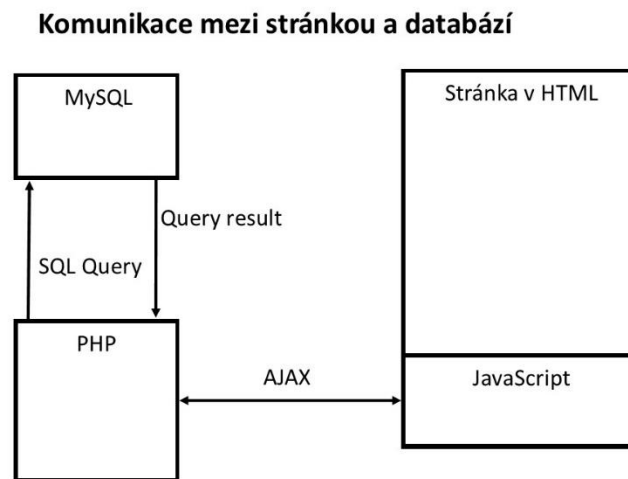 Komunikace mezi stránkou a databází
MySQL
Stránka v HTML
Query result
SQL Query
PHP
AJAX
JavaScript